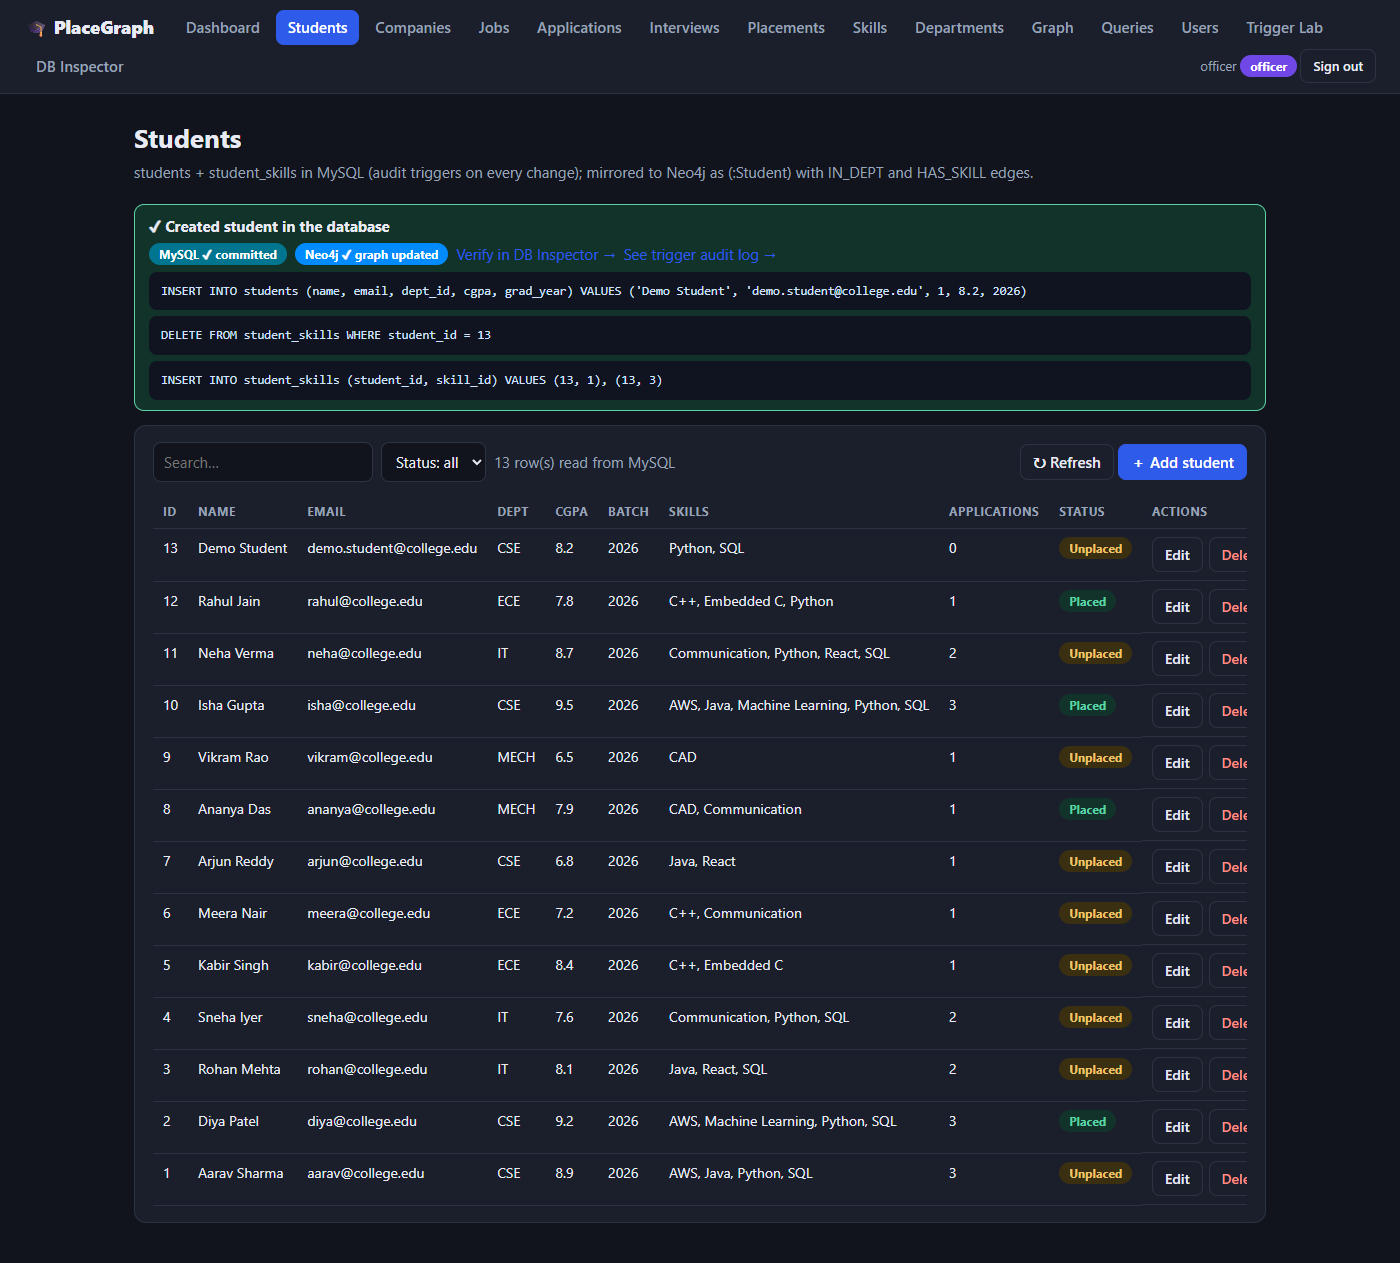 PlaceGraph Dashboard Students Companies Jobs Applications Interviews Placements Skills Departments Graph Queries Users Trigger Lab
DB Inspector officer officer Sign out
Students
students + student_skills in MySQL (audit triggers on every change); mirrored to Neo4j as (:Student) with IN_DEPT and HAS_SKILL edges.
✓ Created student in the database
MySQL ✓ committed Neo4j ✓ graph updated Verify in DB Inspector → See trigger audit log →
INSERT INTO students (name, email, dept_id, cgpa, grad_year) VALUES ('Demo Student', 'demo.student@college.edu', 1, 8.2, 2026)
DELETE FROM student_skills WHERE student_id = 13
INSERT INTO student_skills (student_id, skill_id) VALUES (13, 1), (13, 3)
Search... Status: all 13 row(s) read from MySQL ↻ Refresh + Add student
ID NAME EMAIL DEPT CGPA BATCH SKILLS APPLICATIONS STATUS ACTIONS
13 Demo Student demo.student@college.edu CSE 8.2 2026 Python, SQL 0 Unplaced Edit Dele
12 Rahul Jain rahul@college.edu ECE 7.8 2026 C++, Embedded C, Python 1 Placed Edit Dele
11 Neha Verma neha@college.edu IT 8.7 2026 Communication, Python, React, SQL 2 Unplaced Edit Dele
10 Isha Gupta isha@college.edu CSE 9.5 2026 AWS, Java, Machine Learning, Python, SQL 3 Placed Edit Dele
9 Vikram Rao vikram@college.edu MECH 6.5 2026 CAD 1 Unplaced Edit Dele
8 Ananya Das ananya@college.edu MECH 7.9 2026 CAD, Communication 1 Placed Edit Dele
7 Arjun Reddy arjun@college.edu CSE 6.8 2026 Java, React 1 Unplaced Edit Dele
6 Meera Nair meera@college.edu ECE 7.2 2026 C++, Communication 1 Unplaced Edit Dele
5 Kabir Singh kabir@college.edu ECE 8.4 2026 C++, Embedded C 1 Unplaced Edit Dele
4 Sneha Iyer sneha@college.edu IT 7.6 2026 Communication, Python, SQL 2 Unplaced Edit Dele
3 Rohan Mehta rohan@college.edu IT 8.1 2026 Java, React, SQL 2 Unplaced Edit Dele
2 Diya Patel diya@college.edu CSE 9.2 2026 AWS, Machine Learning, Python, SQL 3 Placed Edit Dele
1 Aarav Sharma aarav@college.edu CSE 8.9 2026 AWS, Java, Python, SQL 3 Unplaced Edit Dele